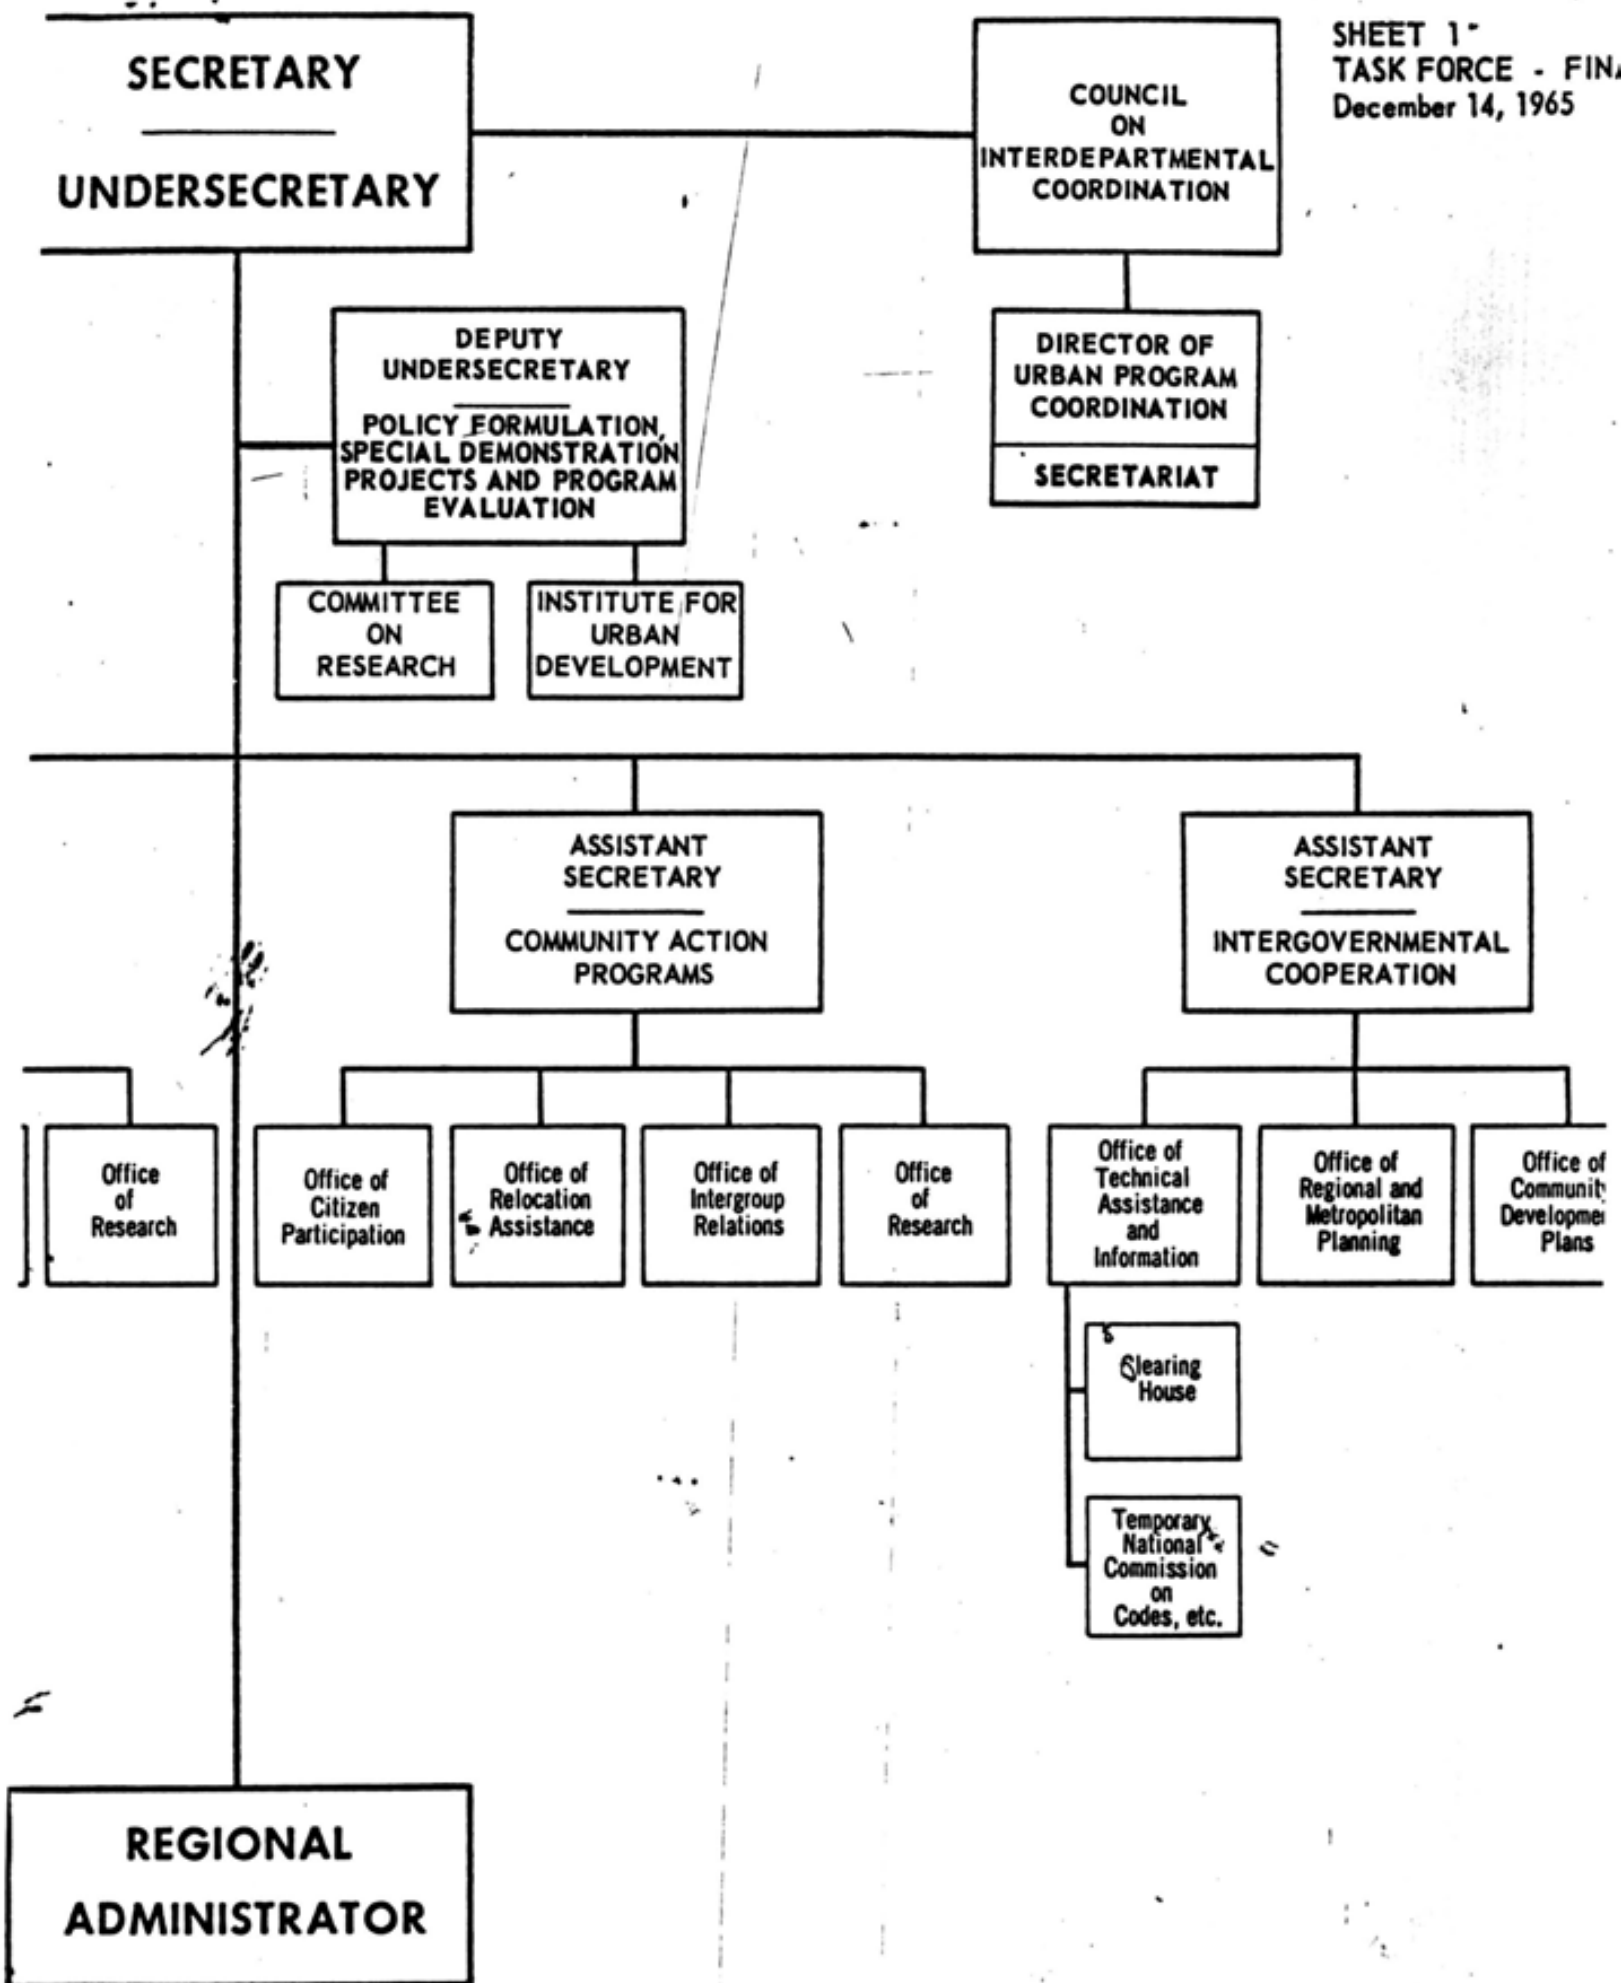 SHEET 1
TASK FORCE - FINA
December 14, 1965
SECRETARY
UNDERSECRETARY
COUNCIL
ON
INTERDEPARTMENTAL
COORDINATION
DEPUTY
UNDERSECRETARY
POLICY FORMULATION,
SPECIAL DEMONSTRATION
PROJECTS AND PROGRAM
EVALUATION
DIRECTOR OF
URBAN PROGRAM
COORDINATION
SECRETARIAT
COMMITTEE
ON
RESEARCH
INSTITUTE FOR
URBAN
DEVELOPMENT
ASSISTANT
SECRETARY
COMMUNITY ACTION
PROGRAMS
ASSISTANT
SECRETARY
INTERGOVERNMENTAL
COOPERATION
Office
of
Research
Office of
Citizen
Participation
Office of
Relocation
Assistance
Office of
Intergroup
Relations
Office
of
Research
Office of
Technical
Assistance
and
Information
Office of
Regional and
Metropolitan
Planning
Office of
Community
Developme
Plans
Clearing
House
Temporary
National
Commission
on
Codes, etc.
REGIONAL
ADMINISTRATOR